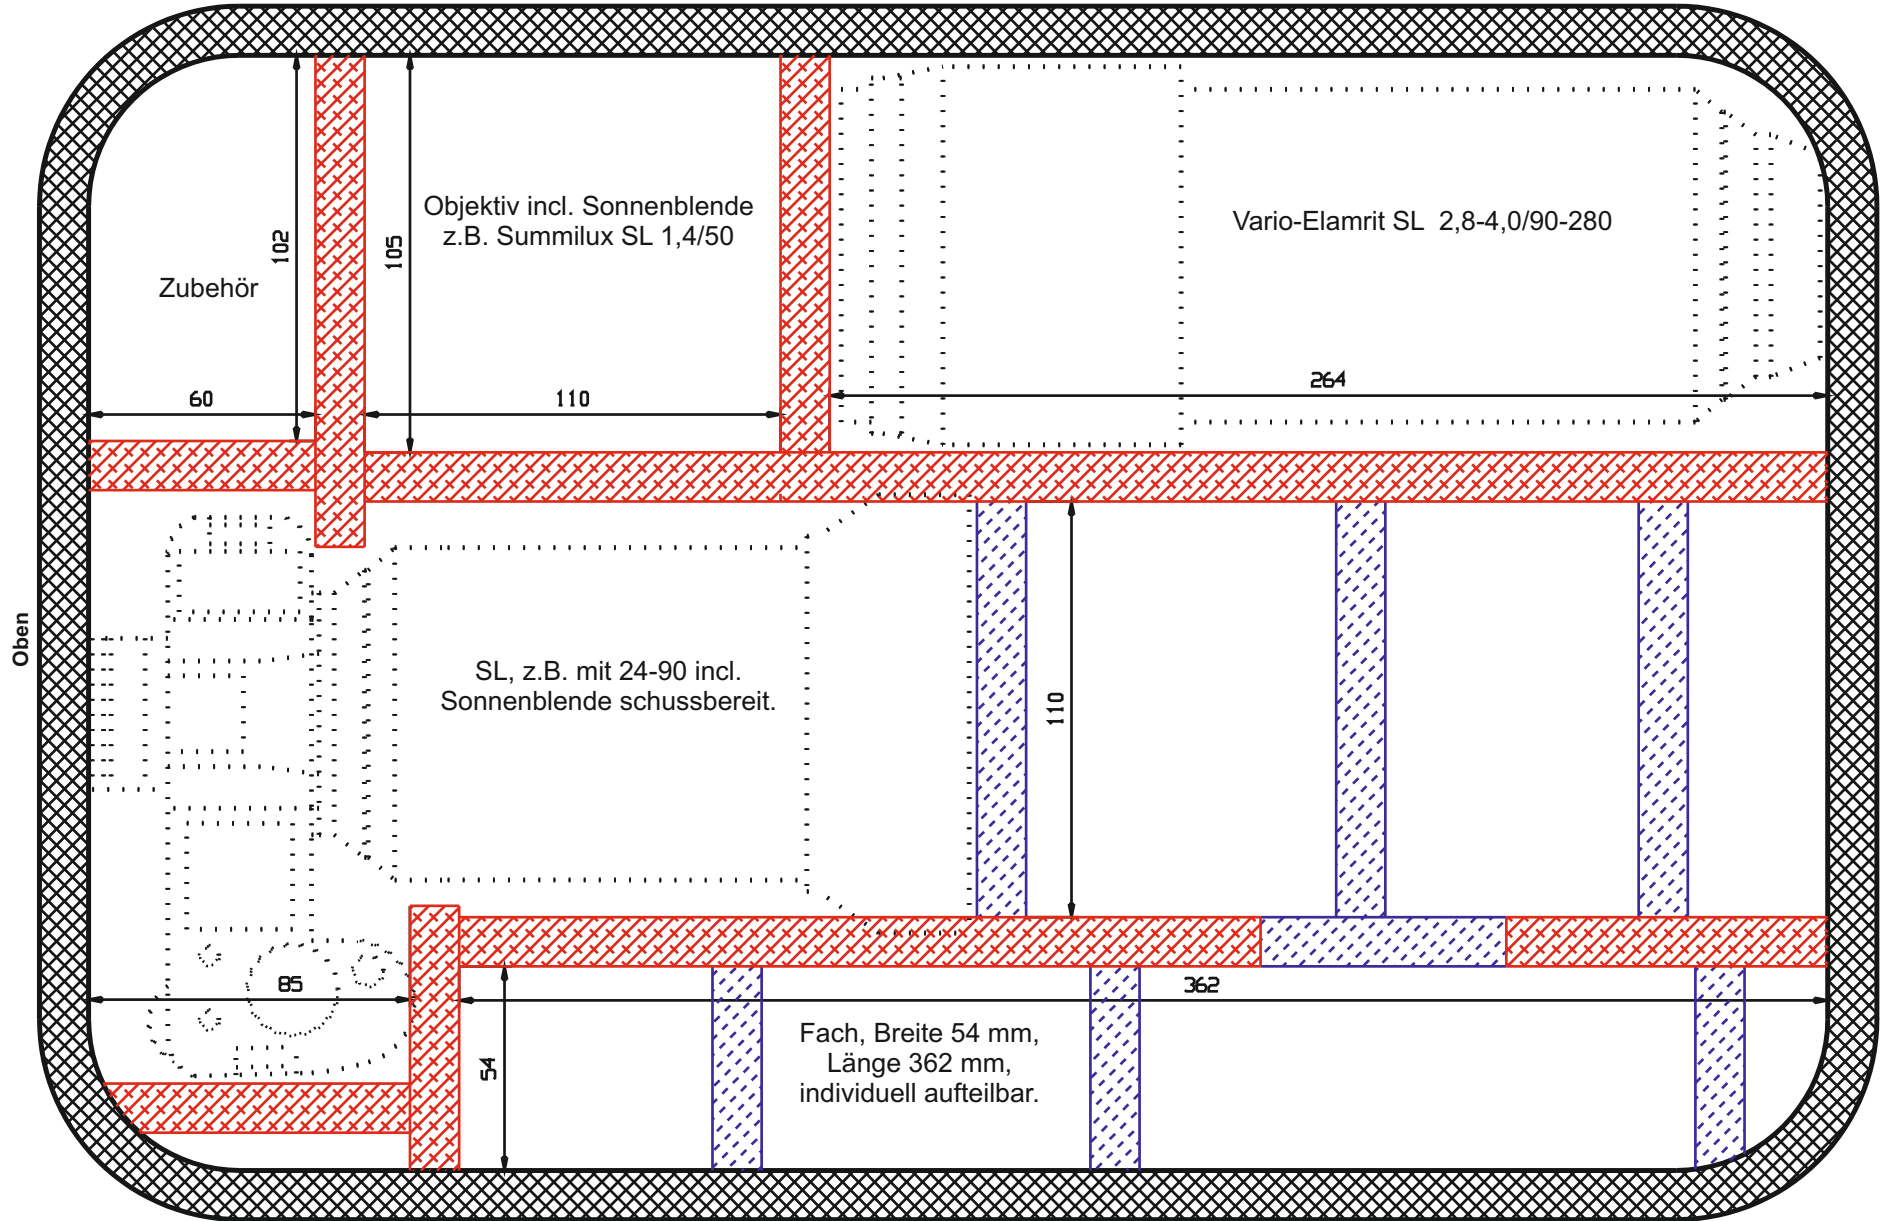 Objektiv incl. Sonnenblende
z.B. Summilux SL 1,4/50
Vario-Elamrit SL  2,8-4,0/90-280
102
105
Zubehör
264
60
110
Oben
SL, z.B. mit 24-90 incl.
Sonnenblende schussbereit.
110
85
362
Fach, Breite 54 mm,
Länge 362 mm,
individuell aufteilbar.
54